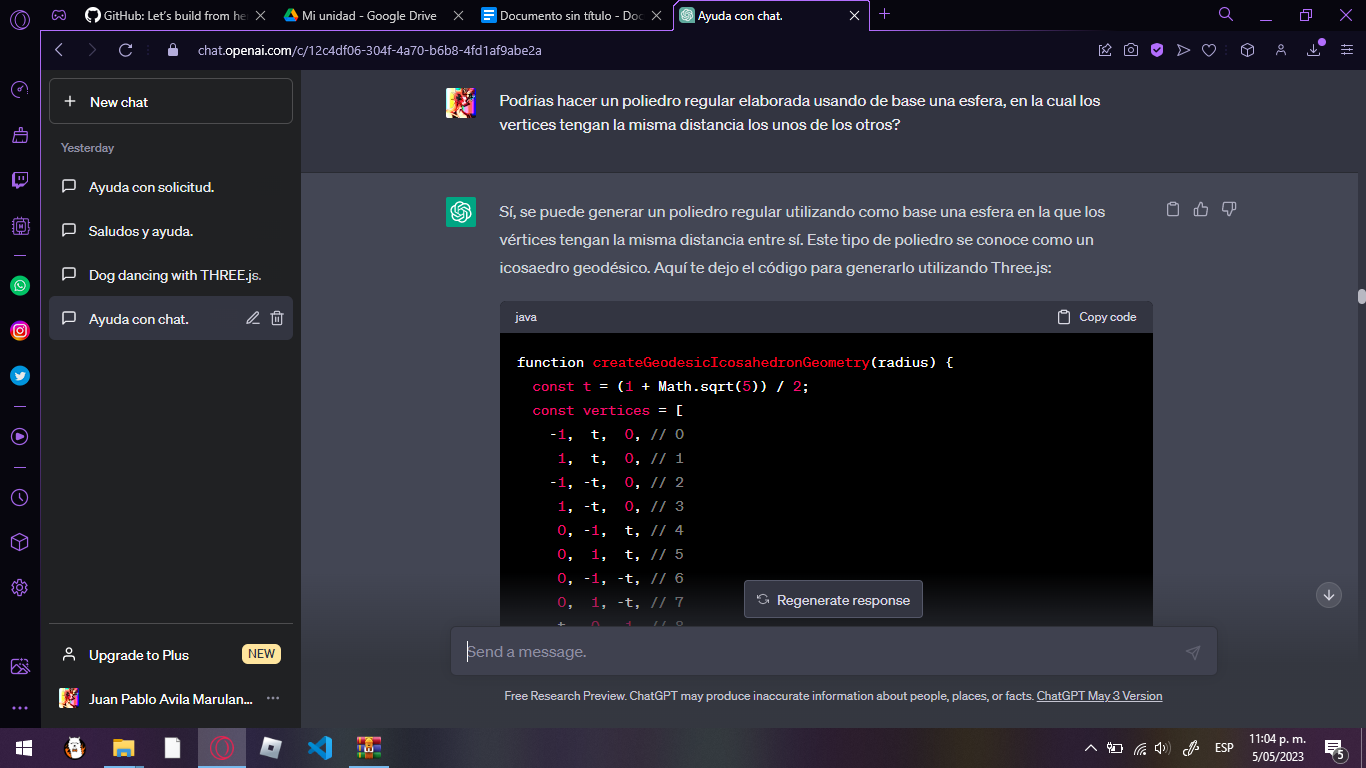 GitHub: Let's build from he
Mi unidad - Google Drive
Documento sin título - Doc
Ayuda con chat.
chat.openai.com/c/12c4df06-304f-4a70-b6b8-4fd1af9abe2a
New chat
Yesterday
Ayuda con solicitud.
Saludos y ayuda.
Dog dancing with THREE.js.
Ayuda con chat.
Upgrade to Plus
NEW
Juan Pablo Avila Marulan...
Podrias hacer un poliedro regular elaborada usando de base una esfera, en la cual los
vertices tengan la misma distancia los unos de los otros?
Sí, se puede generar un poliedro regular utilizando como base una esfera en la que los
vértices tengan la misma distancia entre sí. Este tipo de poliedro se conoce como un
icosaedro geodésico. Aquí te dejo el código para generarlo utilizando Three.js:
java
Copy code
function createGeodesicIcosahedronGeometry(radius) {
const t = (1 + Math.sqrt(5)) / 2;
const vertices = [
-1, t, 0, // 0
1, t, 0, // 1
-1, -t, 0, // 2
1, -t, 0, // 3
0, -1, t, // 4
0, 1, t, // 5
0, -1, -t, // 6
0, 1, -t, // 7
Regenerate response
Send a message.
Free Research Preview. ChatGPT may produce inaccurate information about people, places, or facts. ChatGPT May 3 Version
ESP
11:04 p. m.
5/05/2023
5